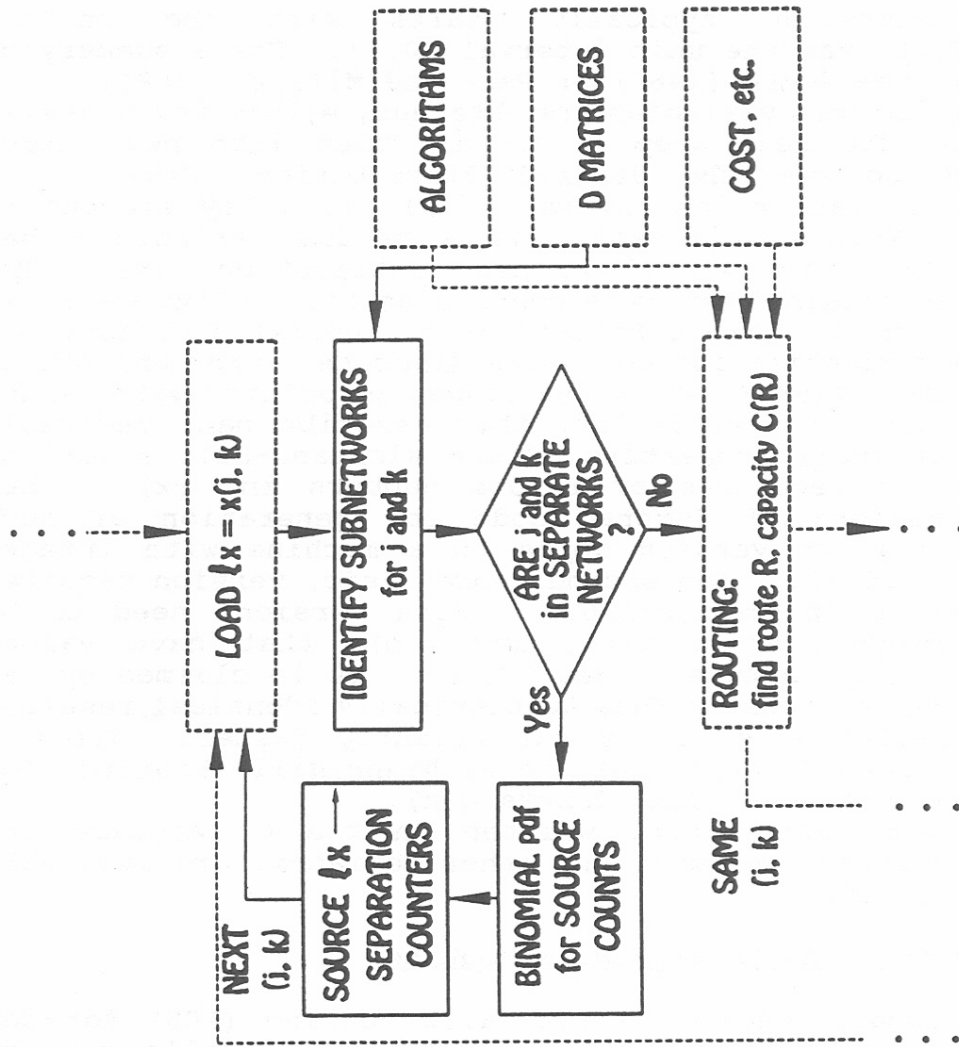 ALGORITHMS
D MATRICES
COST, etc.
LOAD ℓx = x(j, k)
IDENTIFY SUBNETWORKS
for j and k
ARE j and k
in SEPARATE
NETWORKS
?
Yes
No
NEXT
(j, k)
SOURCE ℓx →
SEPARATION
COUNTERS
BINOMIAL pdf
for SOURCE
COUNTS
ROUTING:
find route R, capacity C(R)
SAME
(j, k)